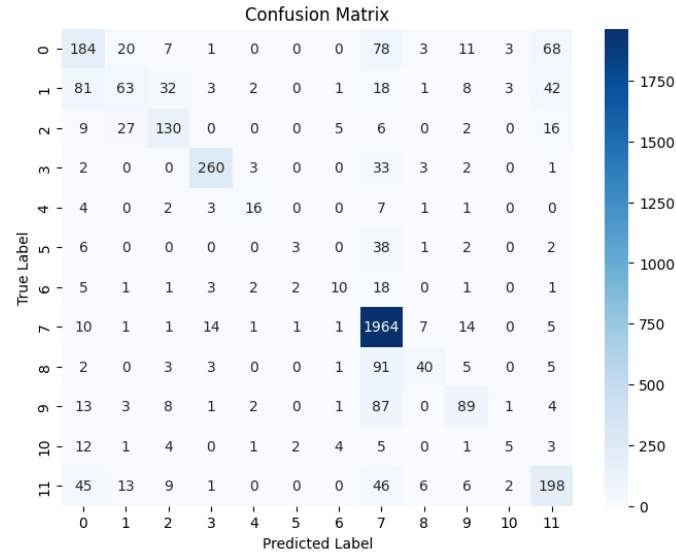 Confusion Matrix
0 184 20 7 1 0 0 0 78 3 11 3 68
1 81 63 32 3 2 0 1 18 1 8 3 42
2 9 27 130 0 0 0 5 6 0 2 0 16
3 2 0 0 260 3 0 0 33 3 2 0 1
4 4 0 2 3 16 0 0 7 1 1 0 0
5 6 0 0 0 0 3 0 38 1 2 0 2
6 5 1 1 3 2 2 10 18 0 1 0 1
7 10 1 1 14 1 1 1 1964 7 14 0 5
8 2 0 3 3 0 0 1 91 40 5 0 5
9 13 3 8 1 2 0 1 87 0 89 1 4
10 12 1 4 0 1 2 4 5 0 1 5 3
11 45 13 9 1 0 0 0 46 6 6 2 198
0 1 2 3 4 5 6 7 8 9 10 11
Predicted Label
True Label
1750
1500
1250
1000
750
500
250
0